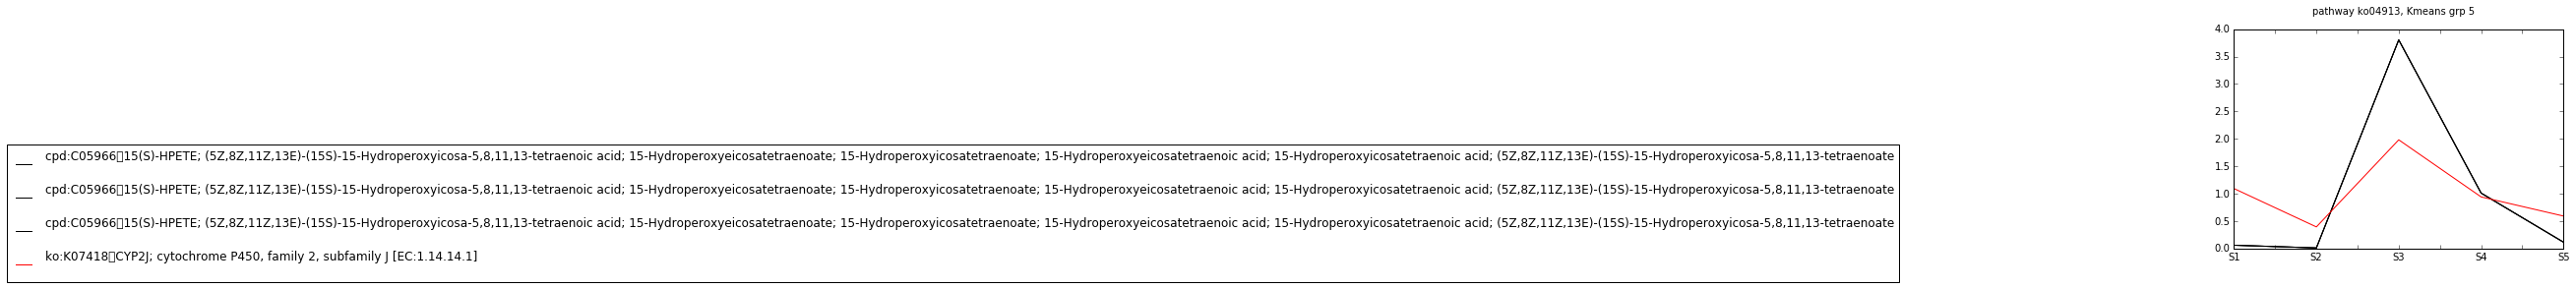 pathway ko04913, Kmeans grp 5
4.0
3.5
3.0
2.5
2.0
1.5
1.0
0.5
0.0
S1 S2 S3 S4 S5
cpd:C05966▯15(S)-HPETE; (5Z,8Z,11Z,13E)-(15S)-15-Hydroperoxyicosa-5,8,11,13-tetraenoic acid; 15-Hydroperoxyeicosatetraenoate; 15-Hydroperoxyicosatetraenoate; 15-Hydroperoxyeicosatetraenoic acid; 15-Hydroperoxyicosatetraenoic acid; (5Z,8Z,11Z,13E)-(15S)-15-Hydroperoxyicosa-5,8,11,13-tetraenoate
cpd:C05966▯15(S)-HPETE; (5Z,8Z,11Z,13E)-(15S)-15-Hydroperoxyicosa-5,8,11,13-tetraenoic acid; 15-Hydroperoxyeicosatetraenoate; 15-Hydroperoxyicosatetraenoate; 15-Hydroperoxyeicosatetraenoic acid; 15-Hydroperoxyicosatetraenoic acid; (5Z,8Z,11Z,13E)-(15S)-15-Hydroperoxyicosa-5,8,11,13-tetraenoate
cpd:C05966▯15(S)-HPETE; (5Z,8Z,11Z,13E)-(15S)-15-Hydroperoxyicosa-5,8,11,13-tetraenoic acid; 15-Hydroperoxyeicosatetraenoate; 15-Hydroperoxyicosatetraenoate; 15-Hydroperoxyeicosatetraenoic acid; 15-Hydroperoxyicosatetraenoic acid; (5Z,8Z,11Z,13E)-(15S)-15-Hydroperoxyicosa-5,8,11,13-tetraenoate
ko:K07418▯CYP2J; cytochrome P450, family 2, subfamily J [EC:1.14.14.1]